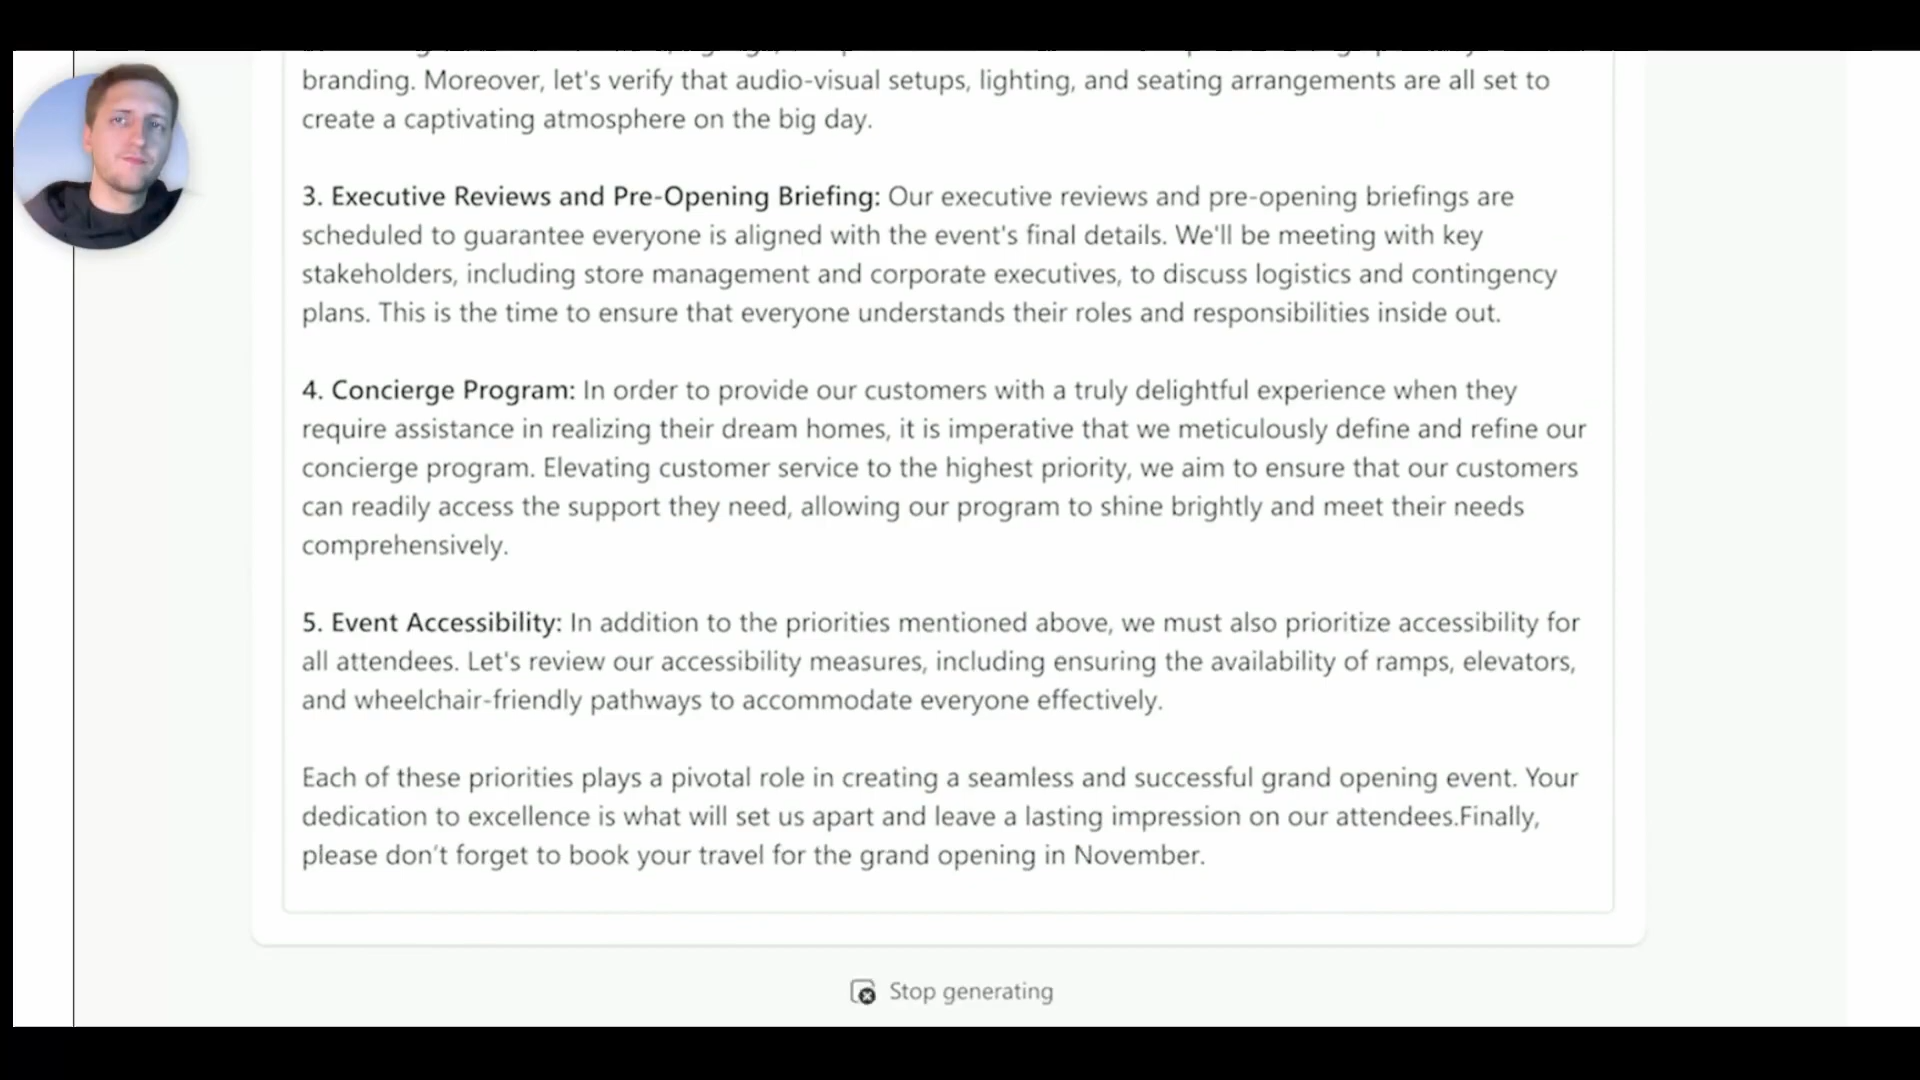 branding. Moreover, let's verify that audio-visual setups, lighting, and seating arrangements are all set to
create a captivating atmosphere on the big day.
3. Executive Reviews and Pre-Opening Briefing: Our executive reviews and pre-opening briefings are
scheduled to guarantee everyone is aligned with the event's final details. We'll be meeting with key
stakeholders, including store management and corporate executives, to discuss logistics and contingency
plans. This is the time to ensure that everyone understands their roles and responsibilities inside out.
4. Concierge Program: In order to provide our customers with a truly delightful experience when they
require assistance in realizing their dream homes, it is imperative that we meticulously define and refine our
concierge program. Elevating customer service to the highest priority, we aim to ensure that our customers
can readily access the support they need, allowing our program to shine brightly and meet their needs
comprehensively.
5. Event Accessibility: In addition to the priorities mentioned above, we must also prioritize accessibility for
all attendees. Let's review our accessibility measures, including ensuring the availability of ramps, elevators,
and wheelchair-friendly pathways to accommodate everyone effectively.
Each of these priorities plays a pivotal role in creating a seamless and successful grand opening event. Your
dedication to excellence is what will set us apart and leave a lasting impression on our attendees.Finally,
please don't forget to book your travel for the grand opening in November.
Stop generating